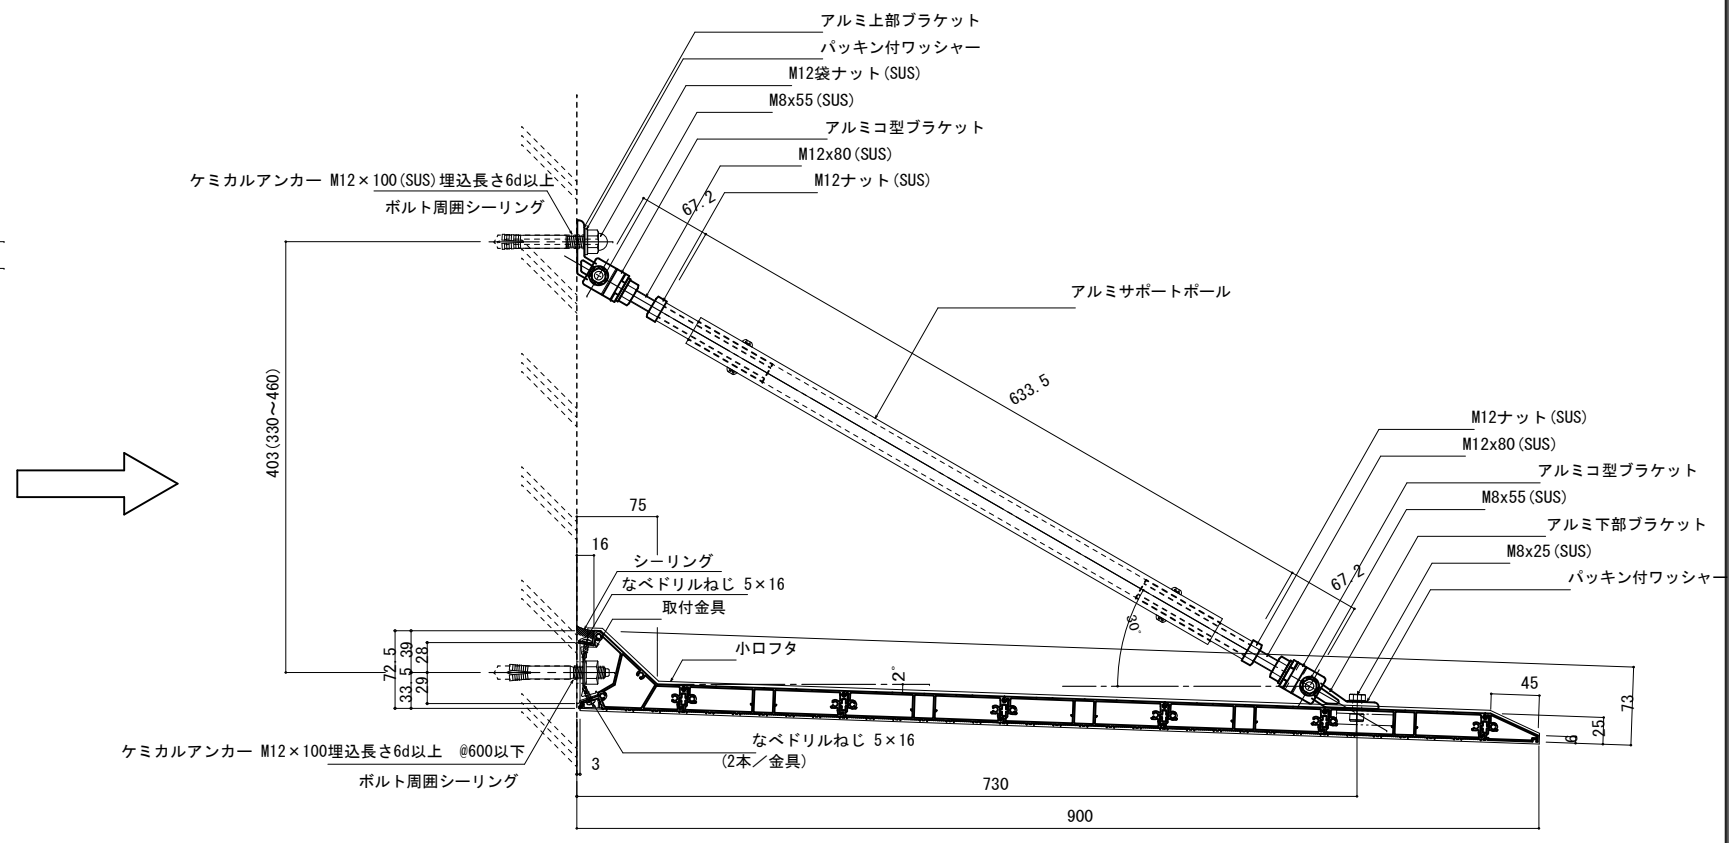 アルミ上部ブラケット
パッキン付ワッシャー
M12袋ナット(SUS)
M8x55(SUS)
アルミコ型ブラケット
M12x80(SUS)
M12ナット(SUS)
ケミカルアンカー M12×100(SUS)埋込長さ6d以上
ボルト周囲シーリング
67.2
アルミサポートポール
633.5
403(330~460)
M12ナット(SUS)
M12x80(SUS)
アルミコ型ブラケット
M8x55(SUS)
アルミ下部ブラケット
M8x25(SUS)
パッキン付ワッシャー
67.2
75
16
シーリング
なべドリルねじ 5×16
取付金具
小口フタ
30°
2°
72.5
39
33.5
28
29
45
73
25
6
なべドリルねじ 5×16
(2本/金具)
ケミカルアンカー M12×100埋込長さ6d以上 @600以下
ボルト周囲シーリング
3
730
900